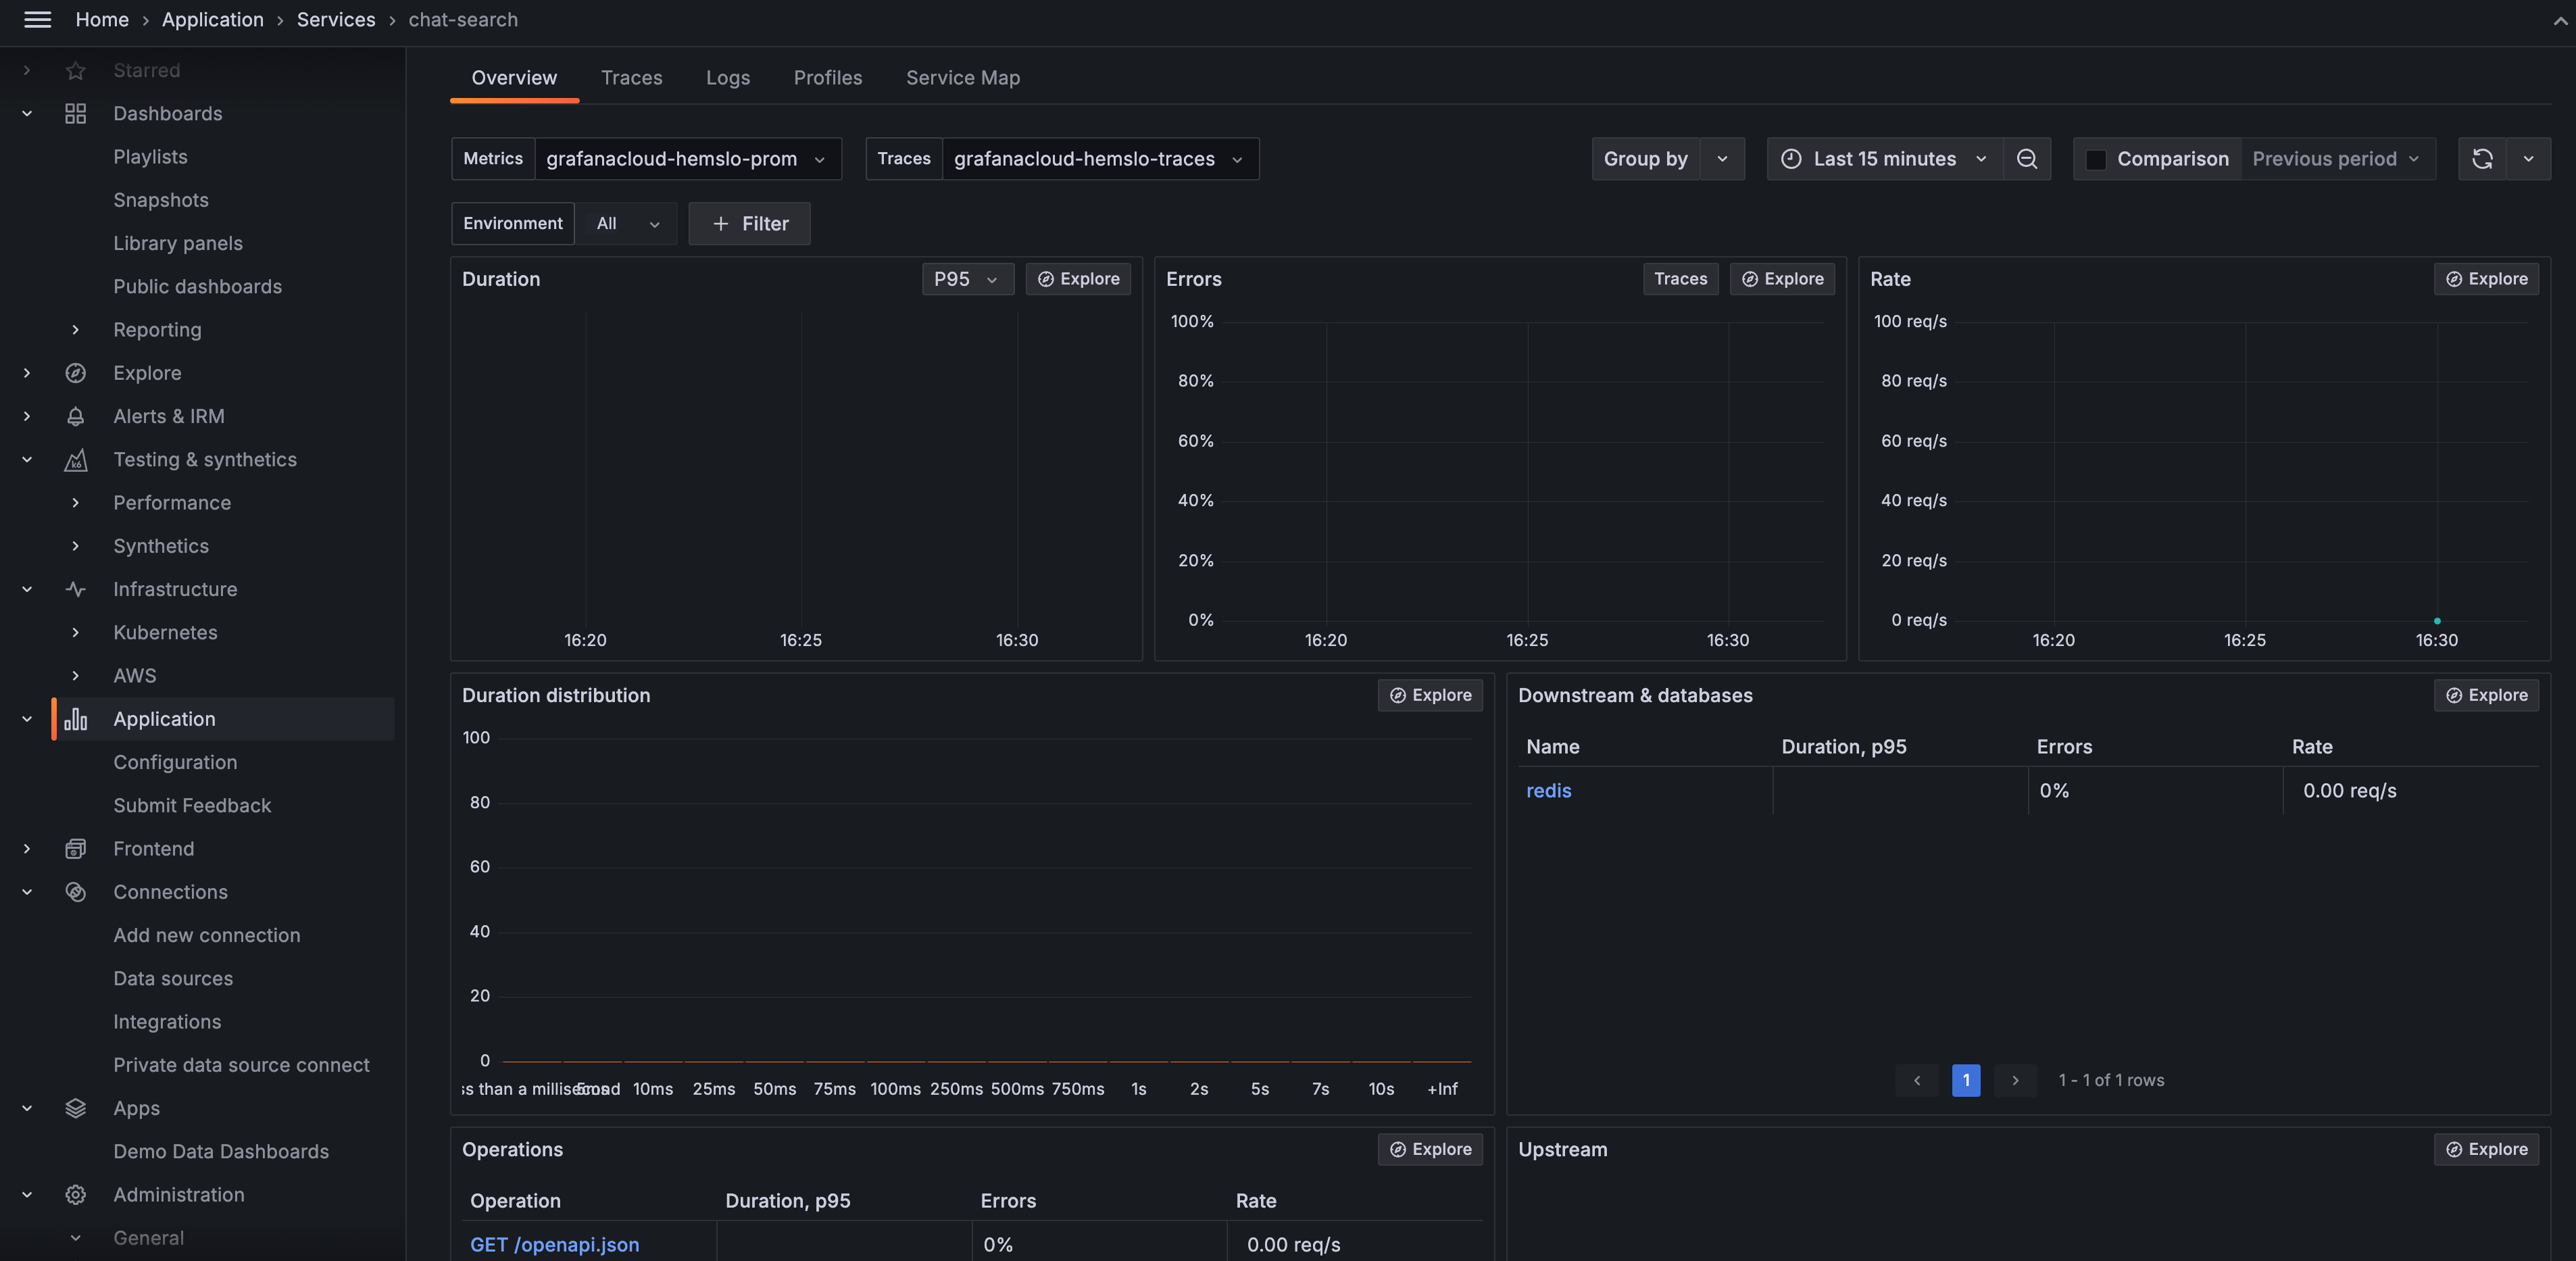 Home › Application › Services › chat-search
Starred
Dashboards
Playlists
Snapshots
Library panels
Public dashboards
Reporting
Explore
Alerts & IRM
Testing & synthetics
Performance
Synthetics
Infrastructure
Kubernetes
AWS
Application
Configuration
Submit Feedback
Frontend
Connections
Add new connection
Data sources
Integrations
Private data source connect
Apps
Demo Data Dashboards
Administration
General
Overview Traces Logs Profiles Service Map
Metrics grafanacloud-hemslo-prom Traces grafanacloud-hemslo-traces Group by Last 15 minutes Comparison Previous period
Environment All + Filter
Duration P95 Explore
16:20 16:25 16:30
Errors Traces Explore
100%
80%
60%
40%
20%
0%
16:20 16:25 16:30
Rate Explore
100 req/s
80 req/s
60 req/s
40 req/s
20 req/s
0 req/s
16:20 16:25 16:30
Duration distribution Explore
100
80
60
40
20
0
10ms 25ms 50ms 75ms 100ms 250ms 500ms 750ms 1s 2s 5s 7s 10s +Inf
Downstream & databases Explore
Name Duration, p95 Errors Rate
redis 0% 0.00 req/s
1 1 - 1 of 1 rows
Operations Explore
Operation Duration, p95 Errors Rate
GET /openapi.json 0% 0.00 req/s
Upstream Explore